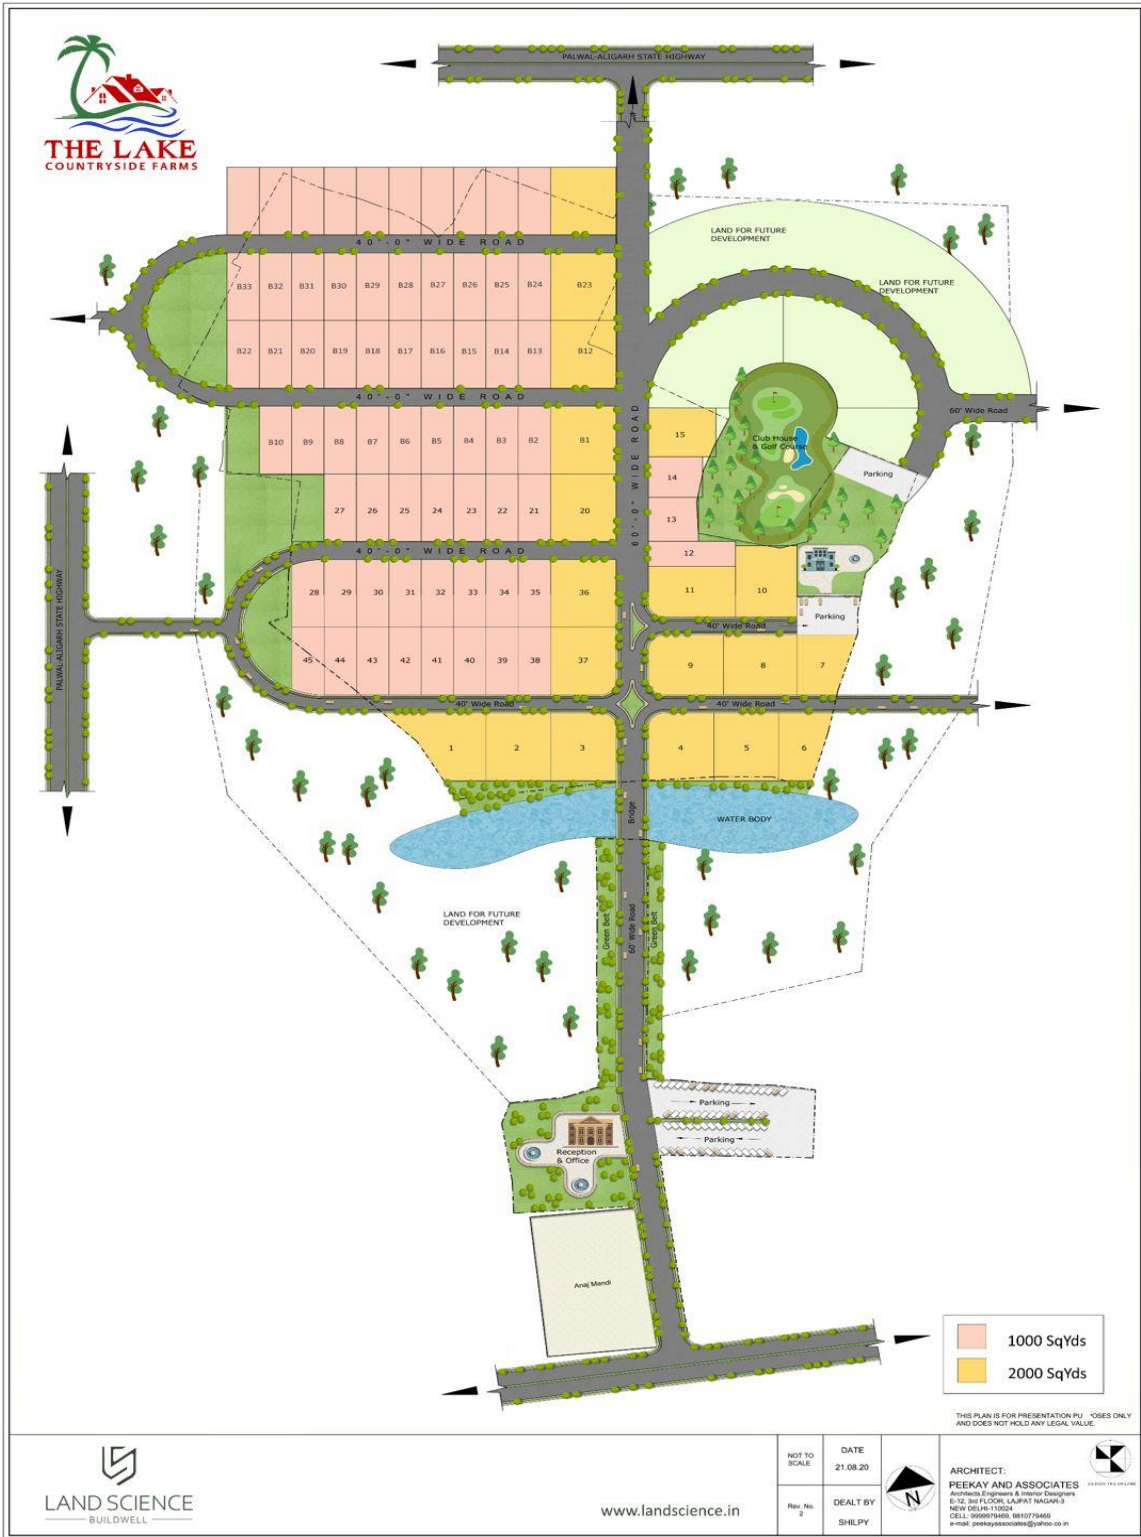 PALWAL-ALIGARH STATE HIGHWAY
THE LAKE
COUNTRYSIDE FARMS
LAND FOR FUTURE
DEVELOPMENT
40'-0" WIDE ROAD
LAND FOR FUTURE
DEVELOPMENT
B33 B32 B31 B30 B29 B28 B27 B26 B25 B24 B23
B22 B21 B20 B19 B18 B17 B16 B15 B14 B13 B12
40'-0" WIDE ROAD
60' Wide Road
60'-0" WIDE ROAD
B10 B9 B8 B7 B6 B5 B4 B3 B2 B1
15
Club House
& Golf Course
Parking
14
27 26 25 24 23 22 21 20
13
40'-0" WIDE ROAD
12
28 29 30 31 32 33 34 35 36
11 10
Parking
40' Wide Road
PALWAL-ALIGARH STATE HIGHWAY
45 44 43 42 41 40 39 38 37
9 8 7
40' Wide Road
40' Wide Road
1 2 3 4 5 6
Bridge
WATER BODY
LAND FOR FUTURE
DEVELOPMENT
Green Belt
60' Wide Road
Green Belt
Parking
Parking
Reception
& Office
Anaj Mandi
1000 SqYds
2000 SqYds
THIS PLAN IS FOR PRESENTATION PU OSES ONLY
AND DOES NOT HOLD ANY LEGAL VALUE.
LAND SCIENCE
BUILDWELL
www.landscience.in
NOT TO
SCALE
DATE
21.08.20
Rev. No.
2
DEALT BY
SHILPY
N
ARCHITECT:
PEEKAY AND ASSOCIATES
Architects,Engineers & Interior Designers
E-12, 3rd FLOOR, LAJPAT NAGAR-3
NEW DELHI-110024
CELL: 9999979469, 9810779469
e-mail: peekayassociates@yahoo.co.in